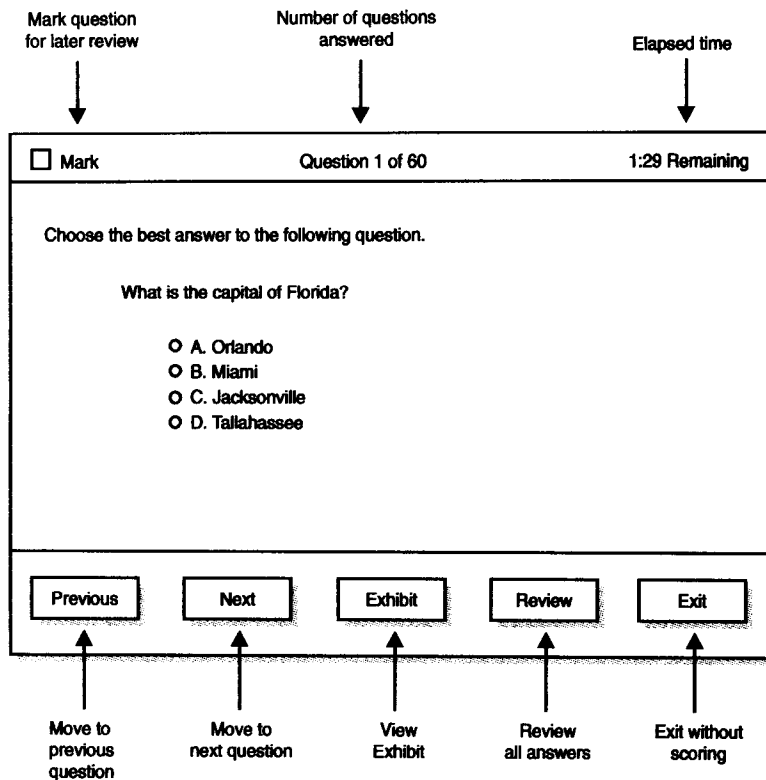 Mark question
for later review
Number of questions
answered
Elapsed time
Mark
Question 1 of 60
1:29 Remaining
Choose the best answer to the following question.
What is the capital of Florida?
A. Orlando
B. Miami
C. Jacksonville
D. Tallahassee
Previous
Next
Exhibit
Review
Exit
Move to
previous
question
Move to
next question
View
Exhibit
Review
all answers
Exit without
scoring